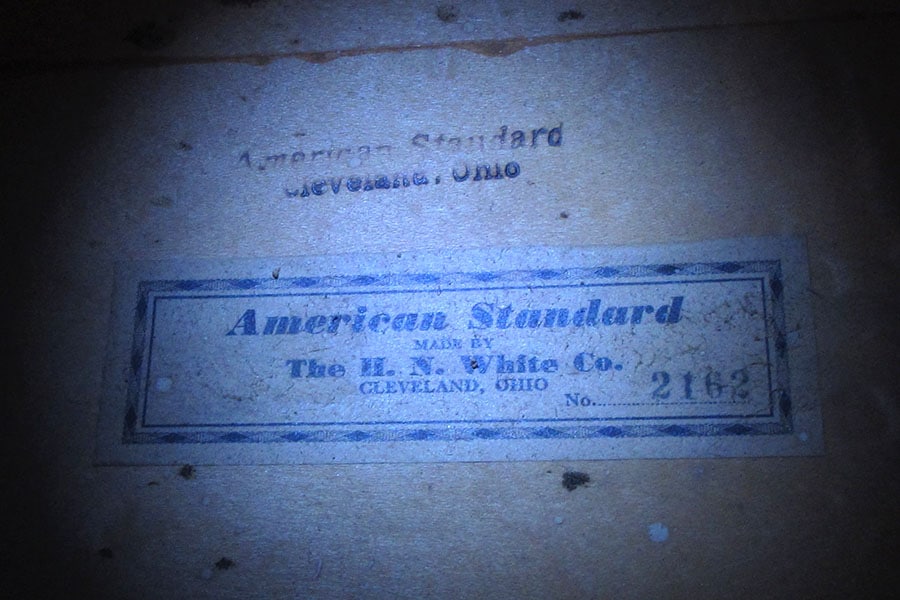 American Standard
Cleveland, Ohio
American Standard
MADE BY
The H. N. White Co.
CLEVELAND, OHIO
No. 2162